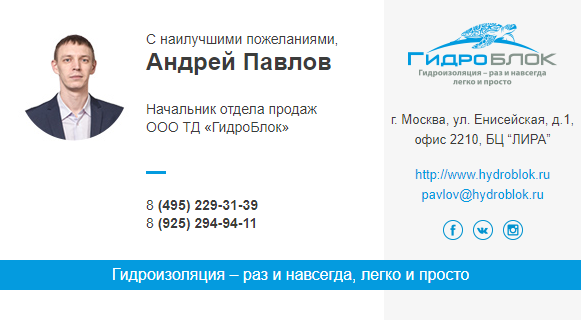 С наилучшими пожеланиями,
Андрей Павлов
Начальник отдела продаж
ООО ТД «ГидроБлок»
8 (495) 229-31-39
8 (925) 294-94-11
ГИДРОБЛОК
Гидроизоляция – раз и навсегда
легко и просто
г. Москва, ул. Енисейская, д.1,
офис 2210, БЦ “ЛИРА”
http://www.hydroblok.ru
pavlov@hydroblok.ru
Гидроизоляция – раз и навсегда, легко и просто